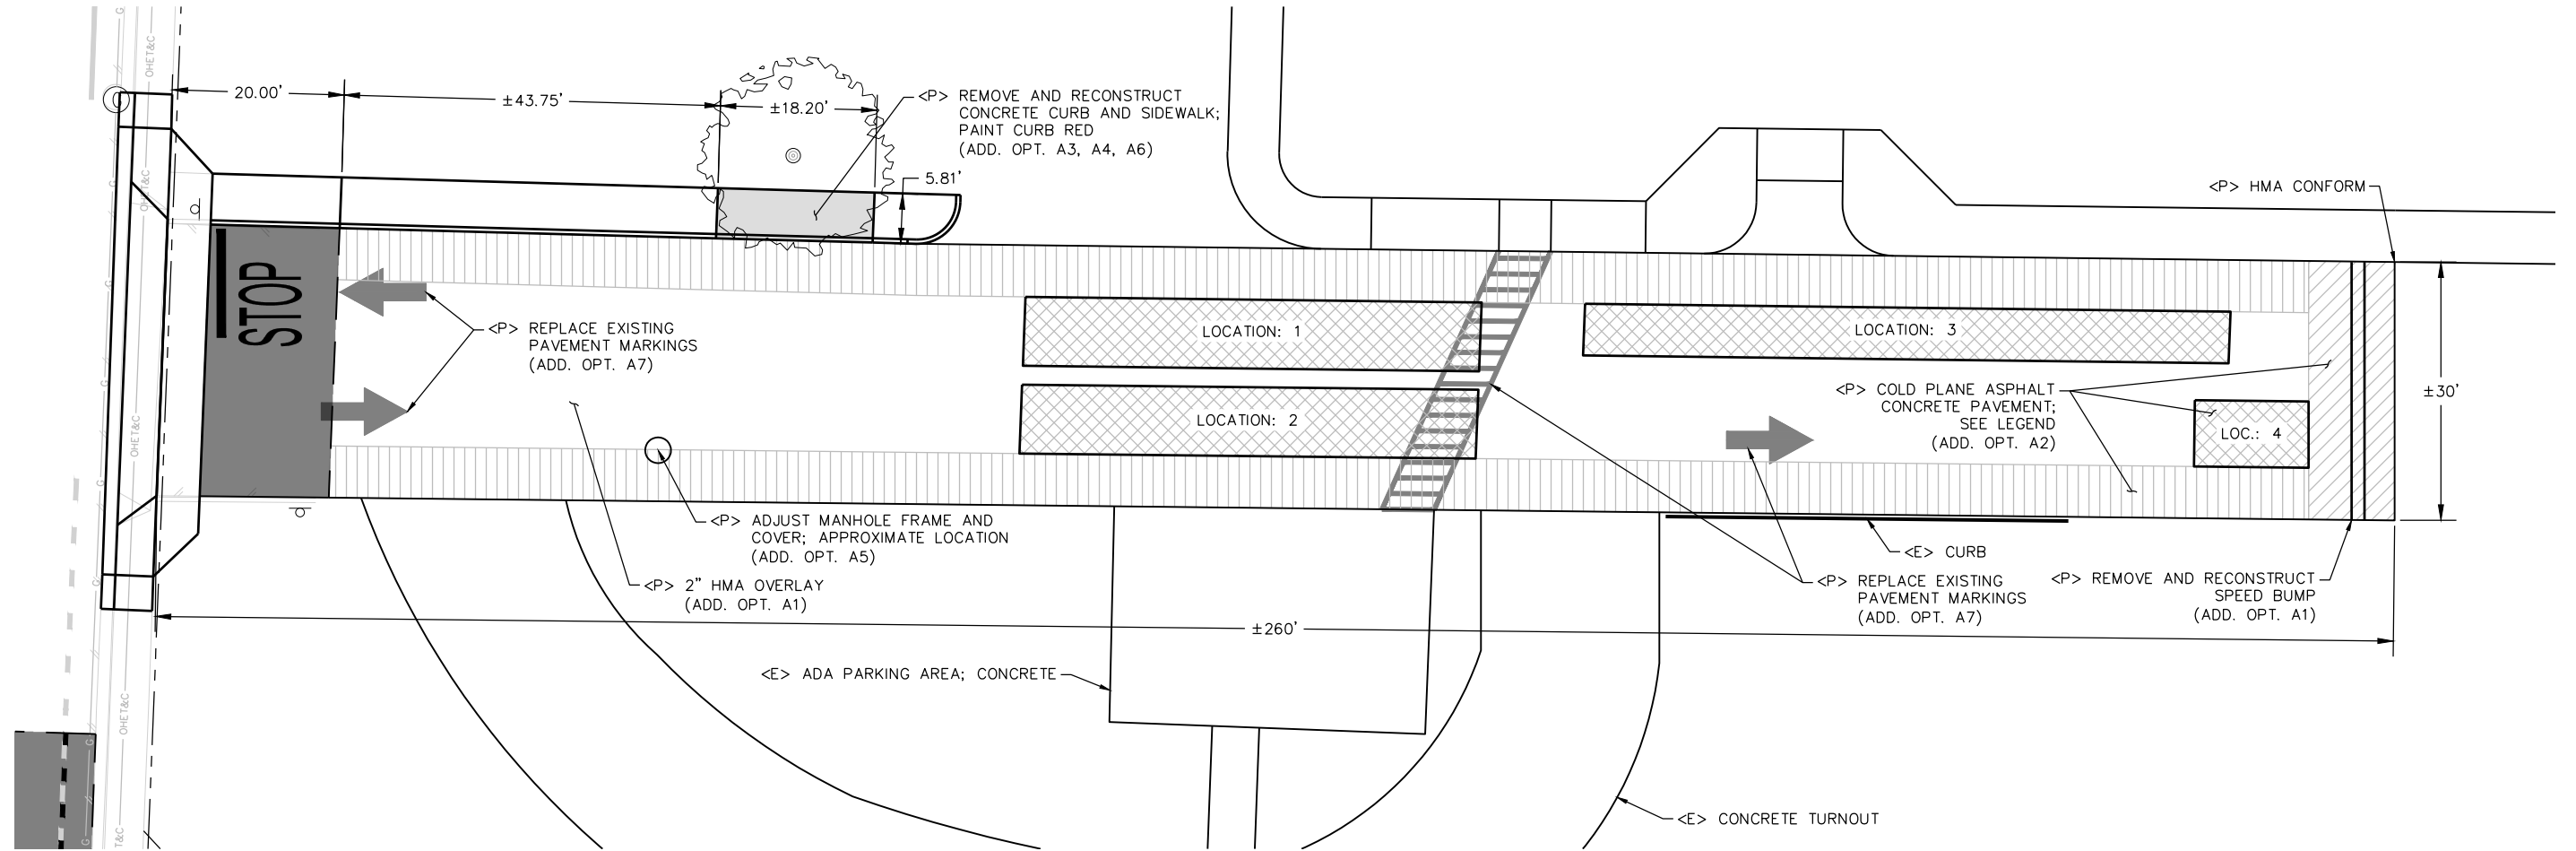 20.00'
±43.75'
±18.20'
<P> REMOVE AND RECONSTRUCT
CONCRETE CURB AND SIDEWALK;
PAINT CURB RED
(ADD. OPT. A3, A4, A6)
5.81'
<P> HMA CONFORM
STOP
<P> REPLACE EXISTING
PAVEMENT MARKINGS
(ADD. OPT. A7)
LOCATION: 1
LOCATION: 3
LOCATION: 2
<P> COLD PLANE ASPHALT
CONCRETE PAVEMENT;
SEE LEGEND
(ADD. OPT. A2)
LOC.: 4
±30'
<P> ADJUST MANHOLE FRAME AND
COVER; APPROXIMATE LOCATION
(ADD. OPT. A5)
<P> 2" HMA OVERLAY
(ADD. OPT. A1)
<E> CURB
<P> REPLACE EXISTING
PAVEMENT MARKINGS
(ADD. OPT. A7)
<P> REMOVE AND RECONSTRUCT
SPEED BUMP
(ADD. OPT. A1)
±260'
<E> ADA PARKING AREA; CONCRETE
<E> CONCRETE TURNOUT
OHET&C
OHET&C
OHET&C
OHET&C
T&C
G
G
G
G
G
G
G
G